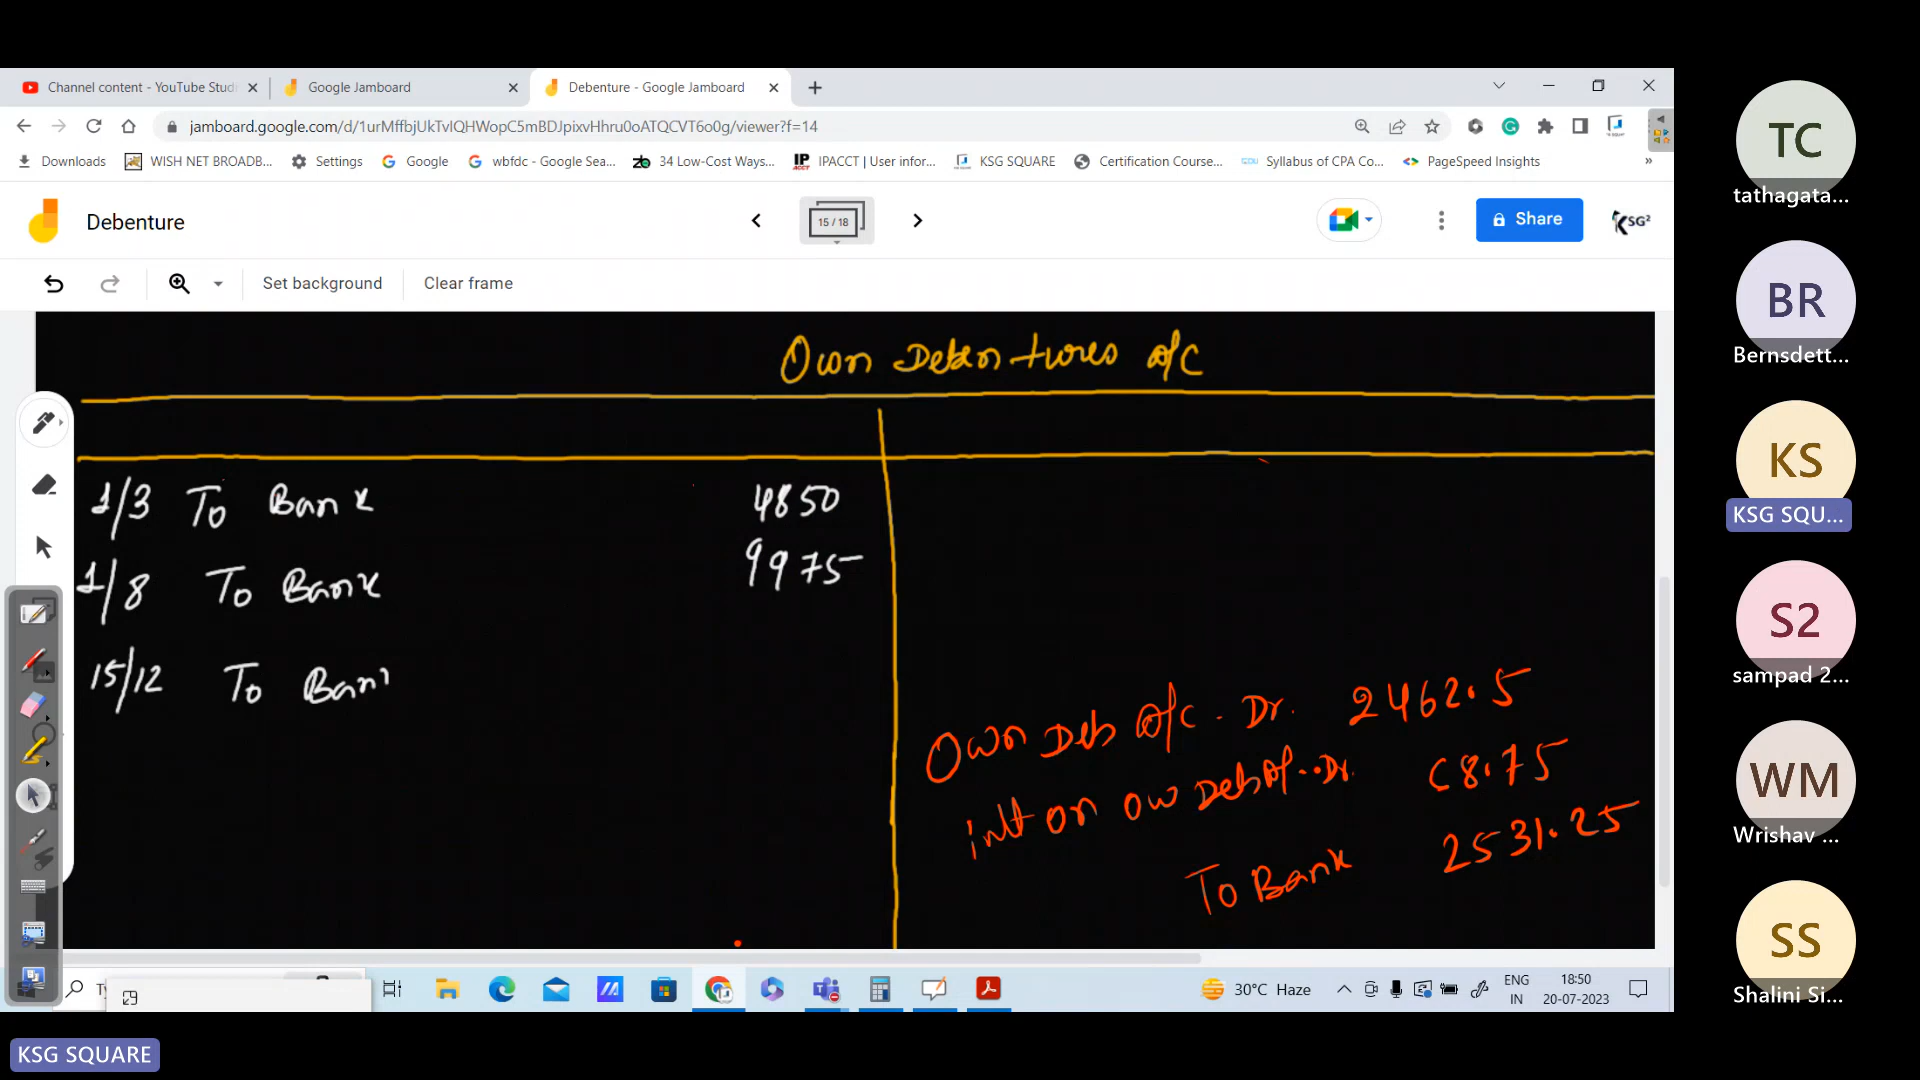 Channel content - YouTube Stud
Google Jamboard
Debenture - Google Jamboard
jamboard.google.com/d/1urMffbjUkTvIQHWopC5mBDJpixvHhru0oATQCVT6o0g/viewer?f=14
Downloads
WISH NET BROADB...
Settings
Google
wbfdc - Google Sea...
34 Low-Cost Ways...
IPACCT | User infor...
KSG SQUARE
Certification Course...
Syllabus of CPA Co...
PageSpeed Insights
»
Debenture
15 / 18
Share
KSG²
Set background
Clear frame
Own Debentures A/C
1/3 To Bank 4850
1/8 To Bank 9975
15/12 To Bank
Own Deb A/C. Dr. 2462.5
int on ow Deb A/..Dr. 68.75
To Bank 2531.25
30°C Haze
ENG
IN
18:50
20-07-2023
TC
tathagata...
BR
Bernsdett...
KS
KSG SQU...
S2
sampad 2...
WM
Wrishav ...
SS
Shalini Si...
KSG SQUARE